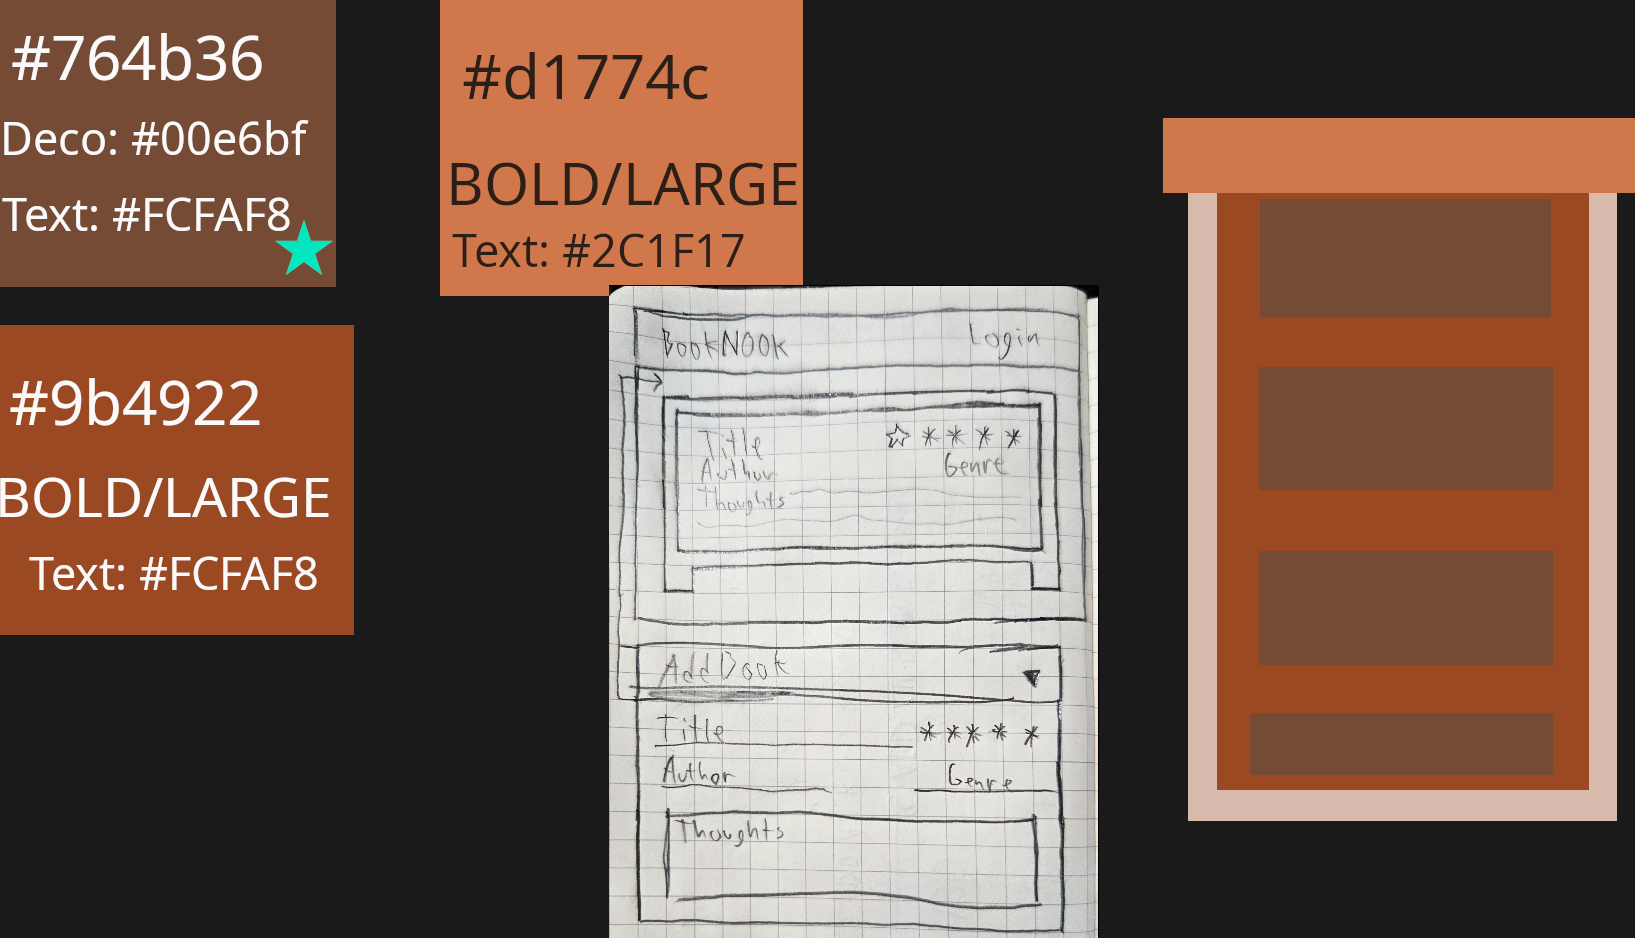 #764b36
Deco: #00e6bf
Text: #FCFAF8
#d1774c
BOLD/LARGE
Text: #2C1F17
#9b4922
BOLD/LARGE
Text: #FCFAF8
BookNOOK Login
Title
Author Genre
Thoughts
Add Book
Title
Author Genre
Thoughts